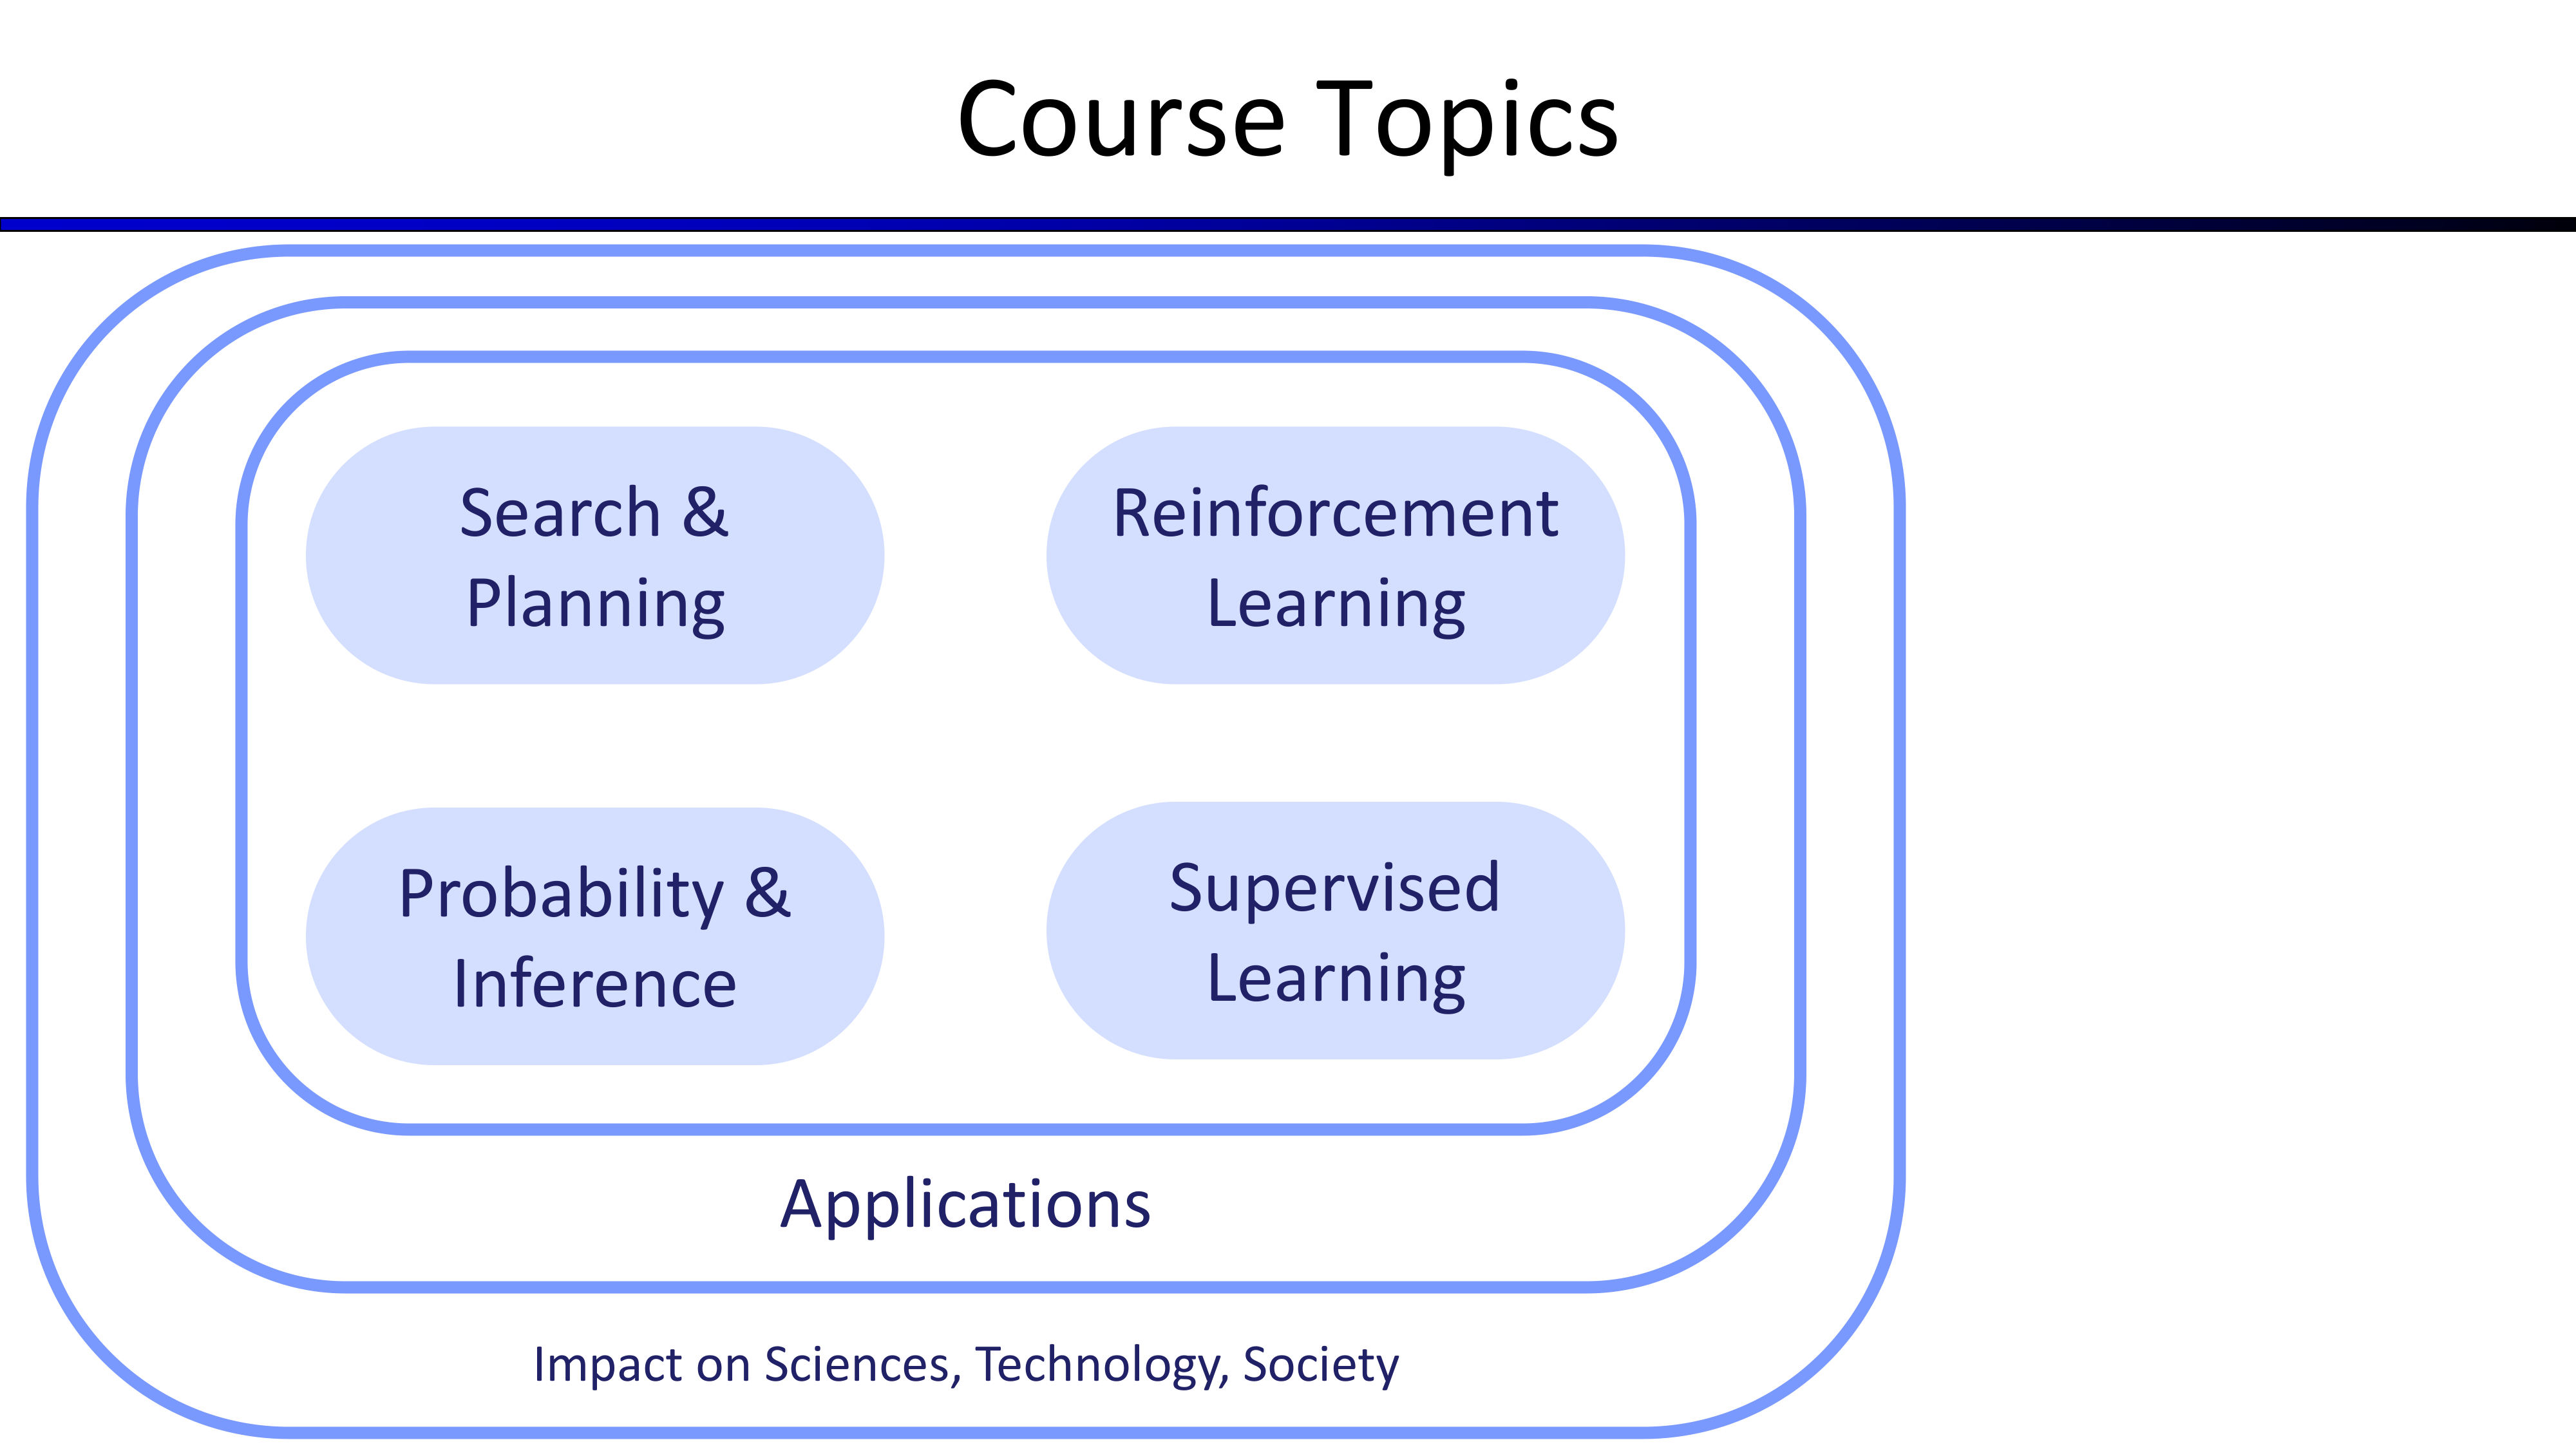 Course Topics
Search &
Planning
Reinforcement
Learning
Probability &
Inference
Supervised
Learning
Applications
Impact on Sciences, Technology, Society